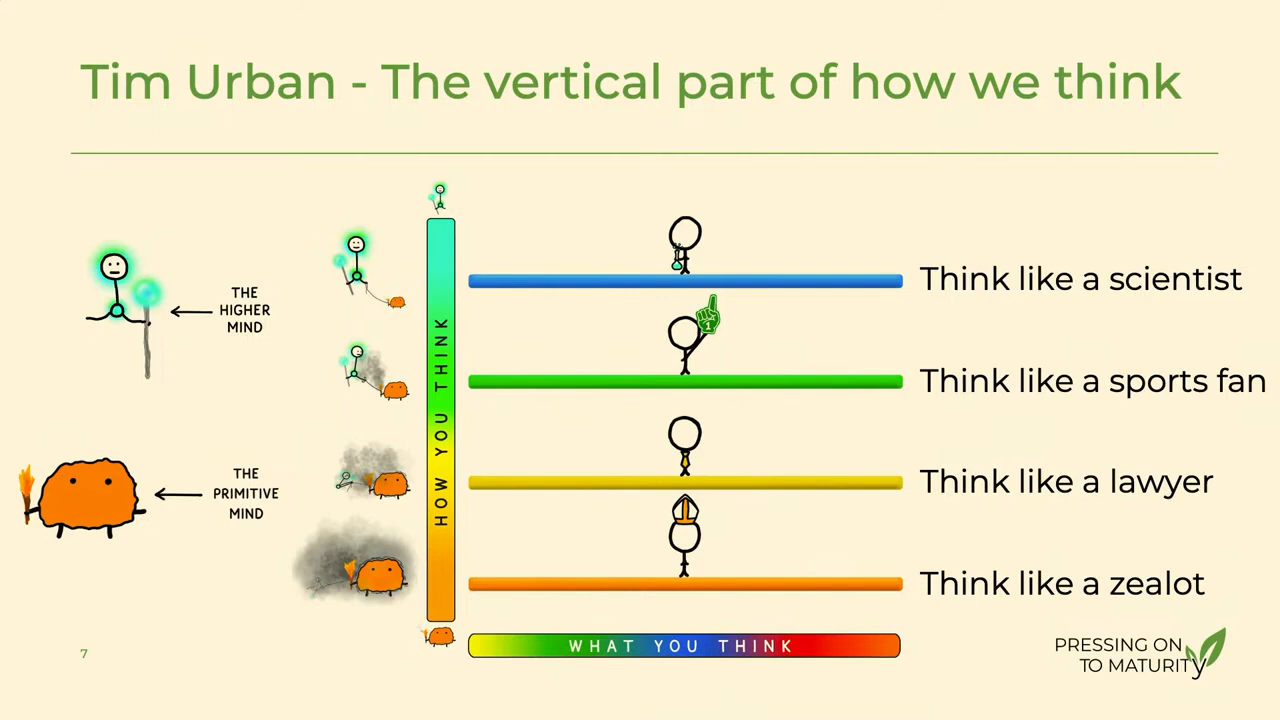 Tim Urban - The vertical part of how we think
THE
HIGHER
MIND
THE
PRIMITIVE
MIND
HOW YOU THINK
1
Think like a scientist
Think like a sports fan
Think like a lawyer
Think like a zealot
WHAT YOU THINK
7
PRESSING ON
TO MATURITy